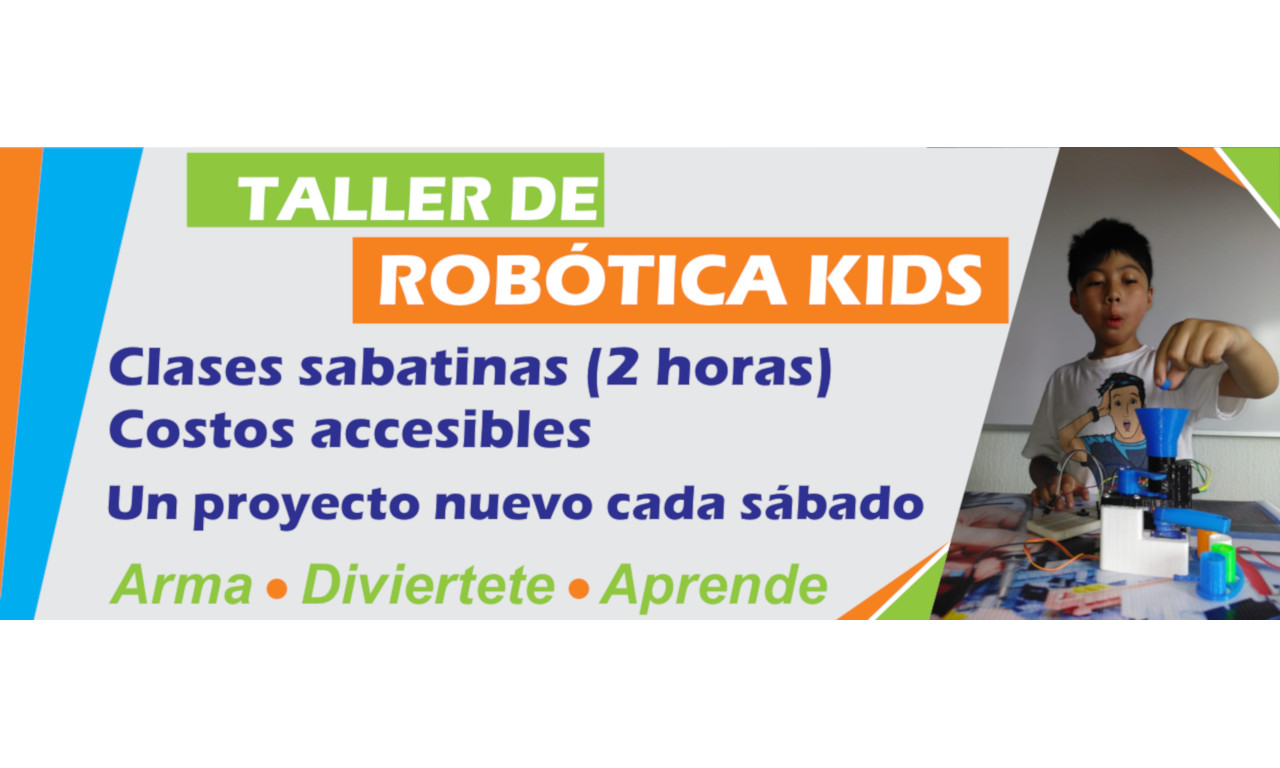 TALLER DE
ROBÓTICA KIDS
Clases sabatinas (2 horas)
Costos accesibles
Un proyecto nuevo cada sábado
Arma • Diviertete • Aprende